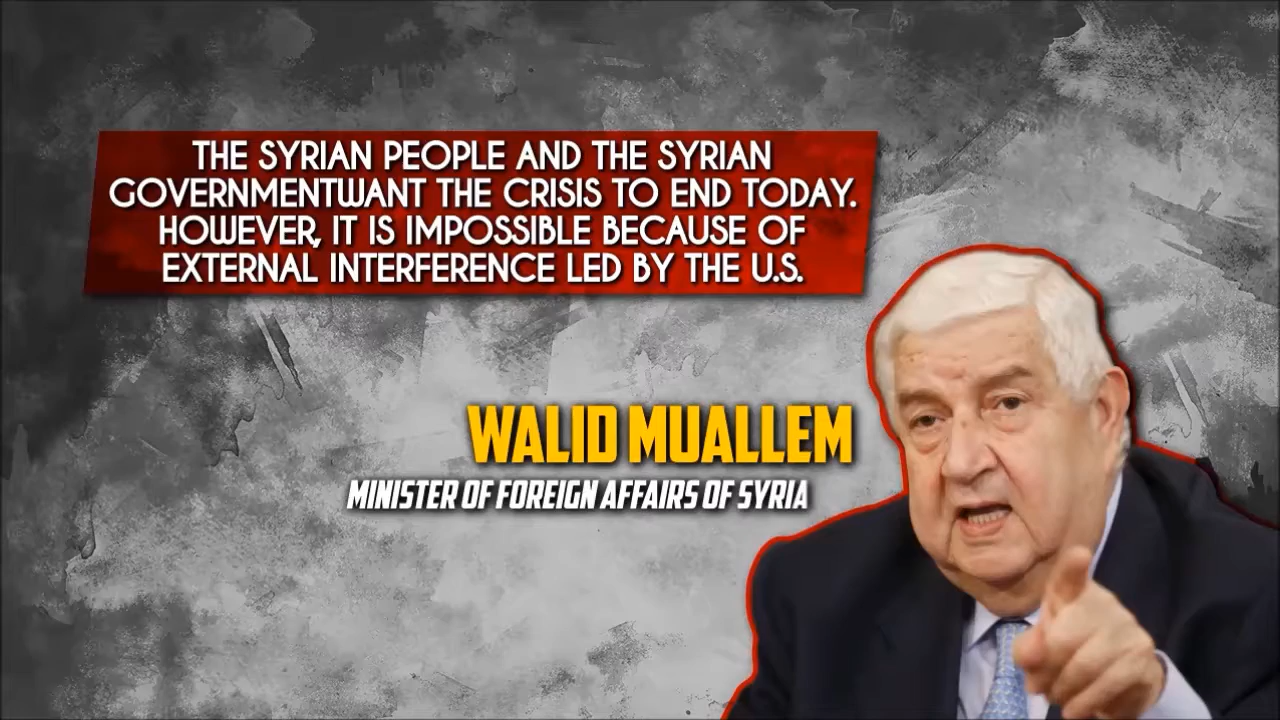 THE SYRIAN PEOPLE AND THE SYRIAN
GOVERNMENTWANT THE CRISIS TO END TODAY.
HOWEVER, IT IS IMPOSSIBLE BECAUSE OF
EXTERNAL INTERFERENCE LED BY THE U.S.
WALID MUALLEM
MINISTER OF FOREIGN AFFAIRS OF SYRIA